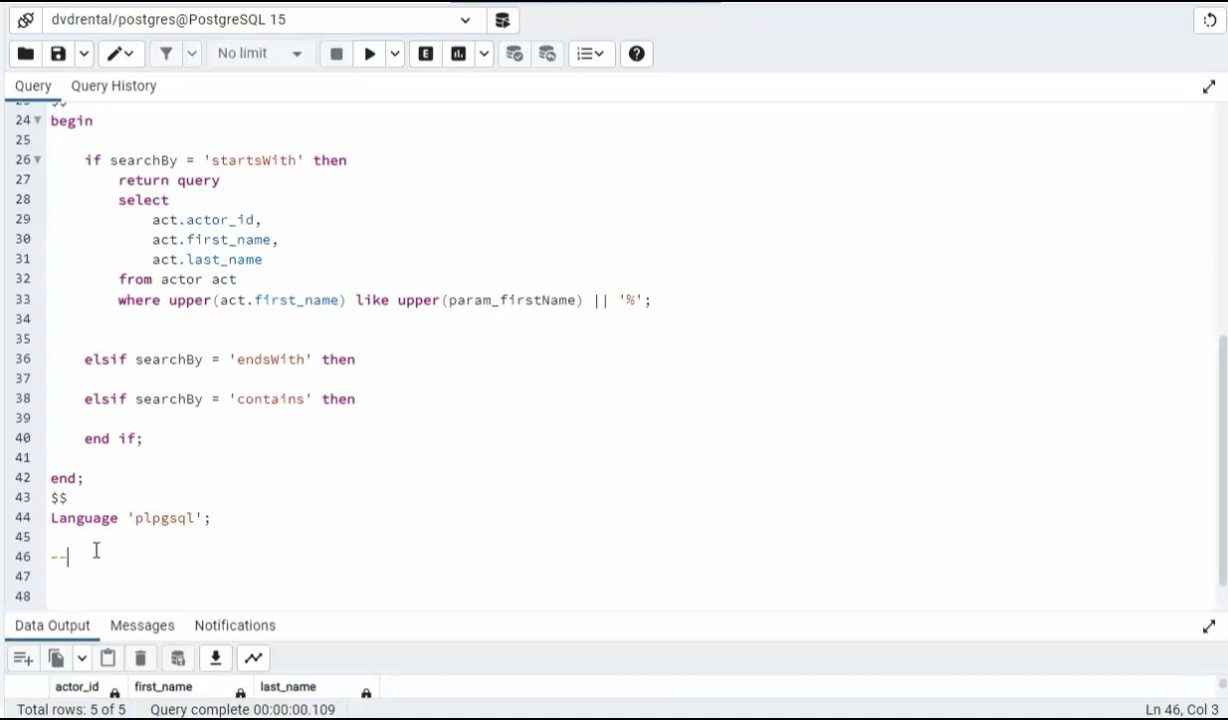 dvdrental/postgres@PostgreSQL 15
No limit
E
Query Query History
24 begin
25
26 if searchBy = 'startsWith' then
27 return query
28 select
29 act.actor_id,
30 act.first_name,
31 act.last_name
32 from actor act
33 where upper(act.first_name) like upper(param_firstName) || '%';
34
35
36 elsif searchBy = 'endsWith' then
37
38 elsif searchBy = 'contains' then
39
40 end if;
41
42 end;
43 $$
44 Language 'plpgsql';
45
46 --
47
48
Data Output Messages Notifications
actor_id first_name last_name
Total rows: 5 of 5 Query complete 00:00:00.109 Ln 46, Col 3